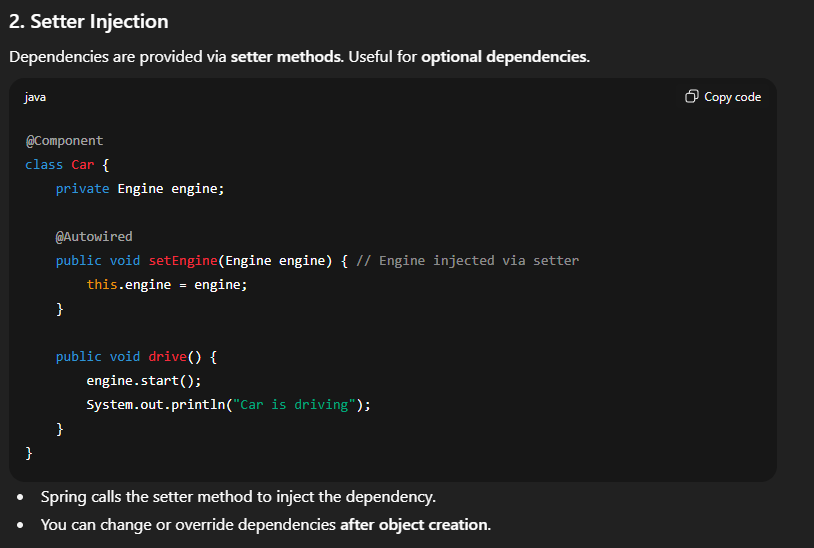 2. Setter Injection
Dependencies are provided via setter methods. Useful for optional dependencies.
java
Copy code
@Component
class Car {
    private Engine engine;

    @Autowired
    public void setEngine(Engine engine) { // Engine injected via setter
        this.engine = engine;
    }

    public void drive() {
        engine.start();
        System.out.println("Car is driving");
    }
}
• Spring calls the setter method to inject the dependency.
• You can change or override dependencies after object creation.